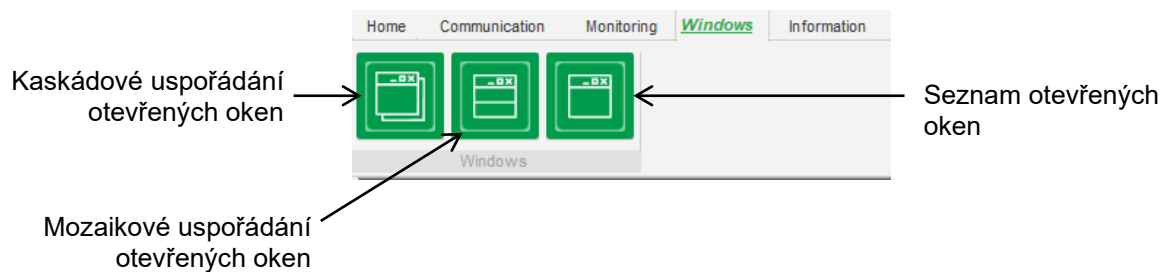 Home Communication Monitoring Windows Information
Kaskádové uspořádání
otevřených oken
Seznam otevřených
oken
Windows
Mozaikové uspořádání
otevřených oken